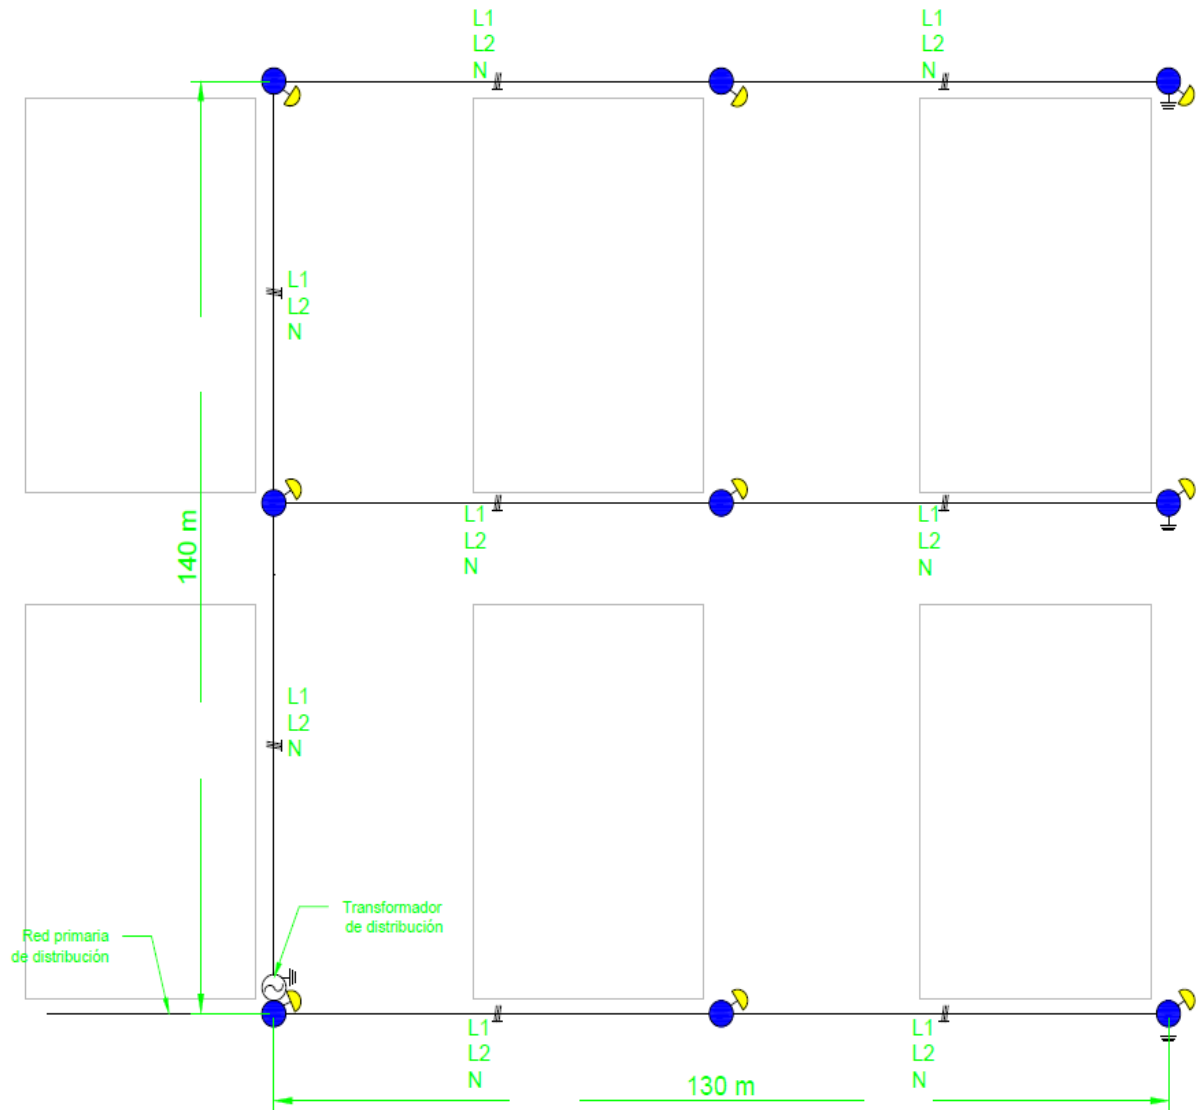 L1
L2
N
L1
L2
N
L1
L2
N
140 m
L1
L2
N
L1
L2
N
L1
L2
N
Transformador
de distribución
Red primaria
de distribución
L1
L2
N
L1
L2
N
130 m